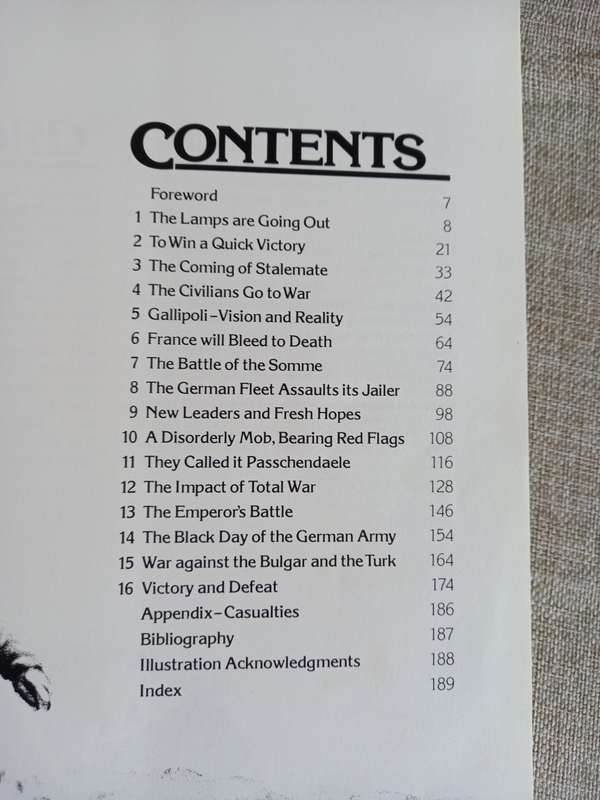 CONTENTS
Foreword 7
1 The Lamps are Going Out 8
2 To Win a Quick Victory 21
3 The Coming of Stalemate 33
4 The Civilians Go to War 42
5 Gallipoli–Vision and Reality 54
6 France will Bleed to Death 64
7 The Battle of the Somme 74
8 The German Fleet Assaults its Jailer 88
9 New Leaders and Fresh Hopes 98
10 A Disorderly Mob, Bearing Red Flags 108
11 They Called it Passchendaele 116
12 The Impact of Total War 128
13 The Emperor's Battle 146
14 The Black Day of the German Army 154
15 War against the Bulgar and the Turk 164
16 Victory and Defeat 174
Appendix–Casualties 186
Bibliography 187
Illustration Acknowledgments 188
Index 189